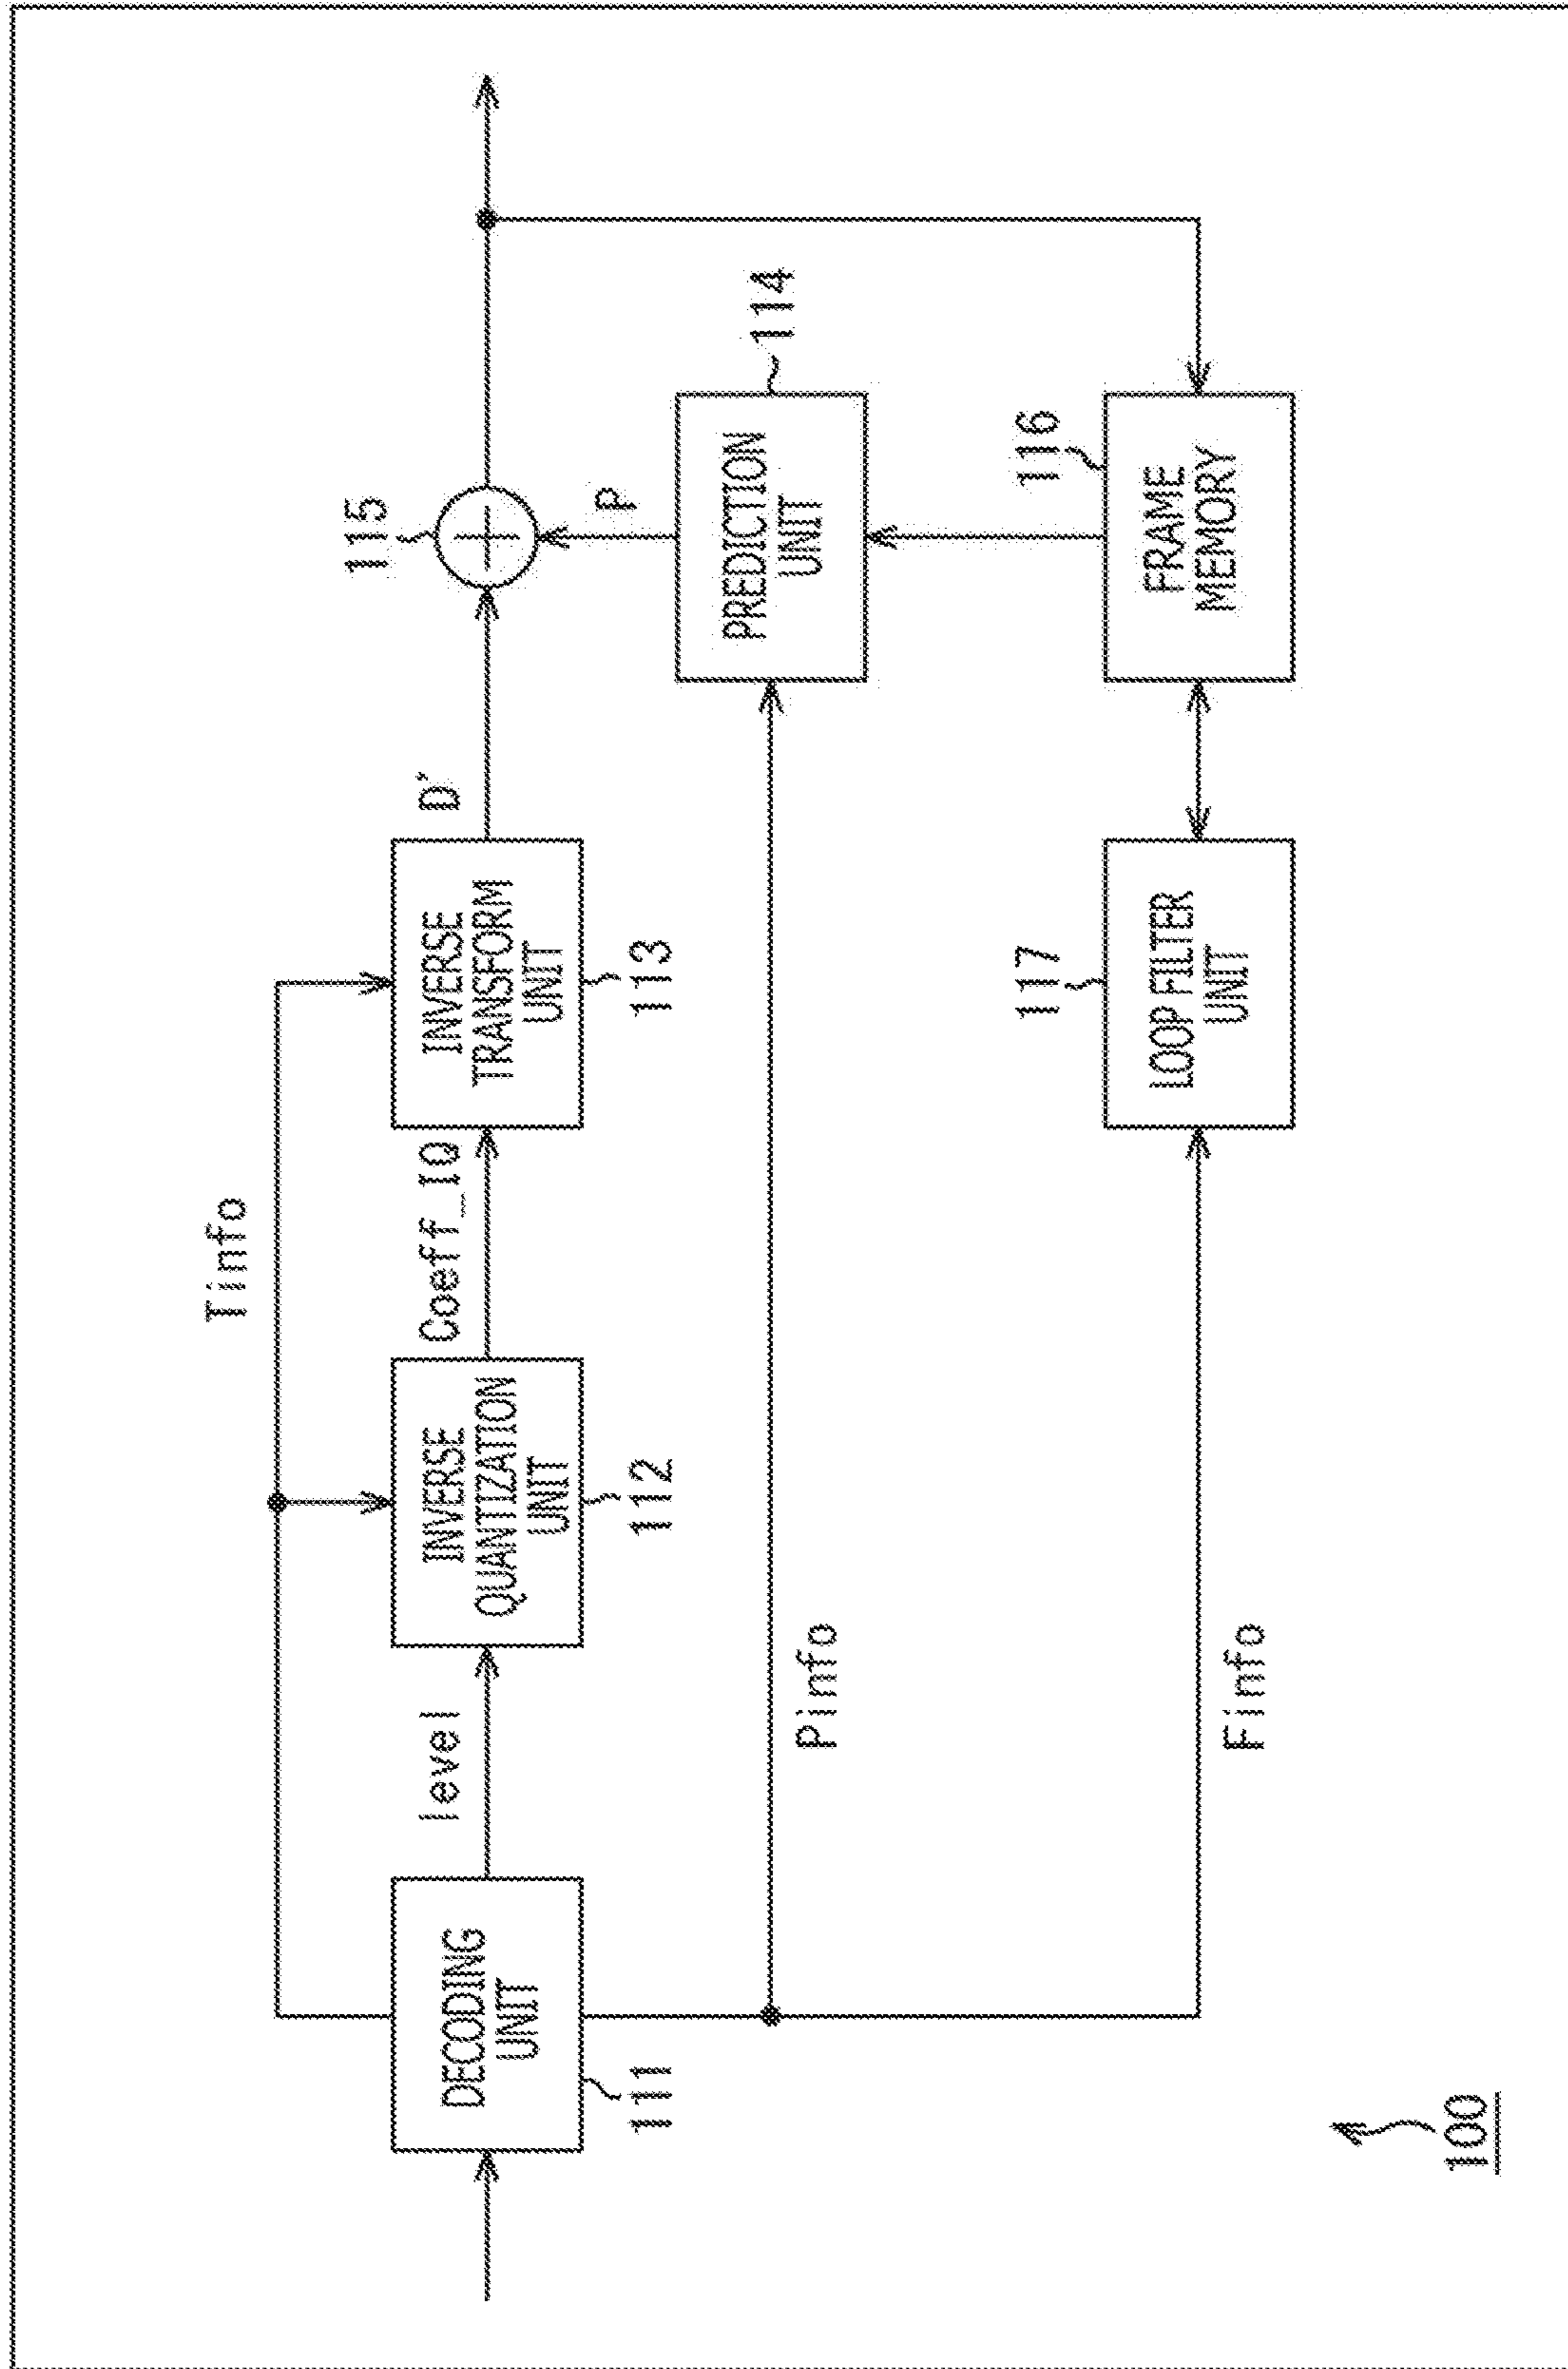 Tinfo
115
DECODING
UNIT
111
level
INVERSE
QUANTIZATION
UNIT
112
Coeff_IQ
INVERSE
TRANSFORM
UNIT
113
D'
P
114
PREDICTION
UNIT
Pinfo
116
FRAME
MEMORY
117
LOOP FILTER
UNIT
Finfo
100